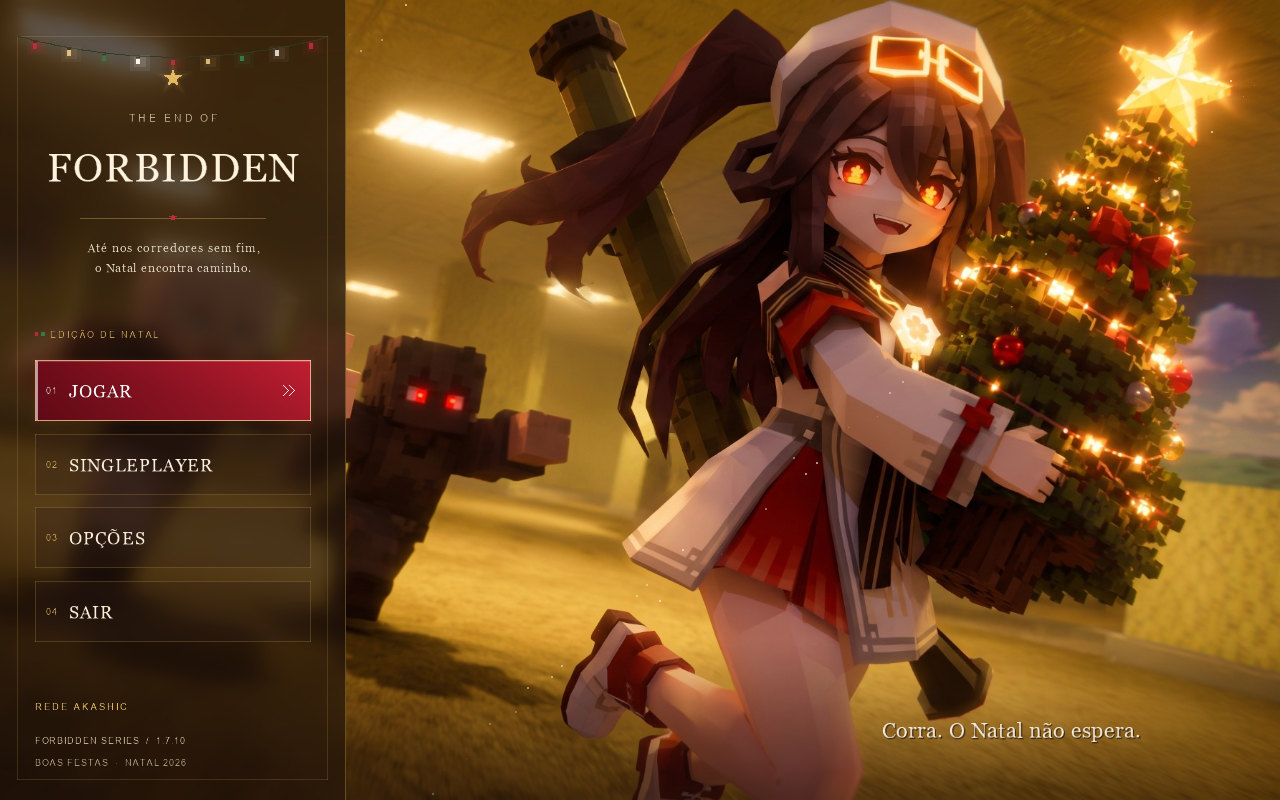 THE END OF
FORBIDDEN
Até nos corredores sem fim,
o Natal encontra caminho.
EDIÇÃO DE NATAL
01 JOGAR
02 SINGLEPLAYER
03 OPÇÕES
04 SAIR
REDE AKASHIC
FORBIDDEN SERIES / 1.7.10
BOAS FESTAS · NATAL 2026
Corra. O Natal não espera.